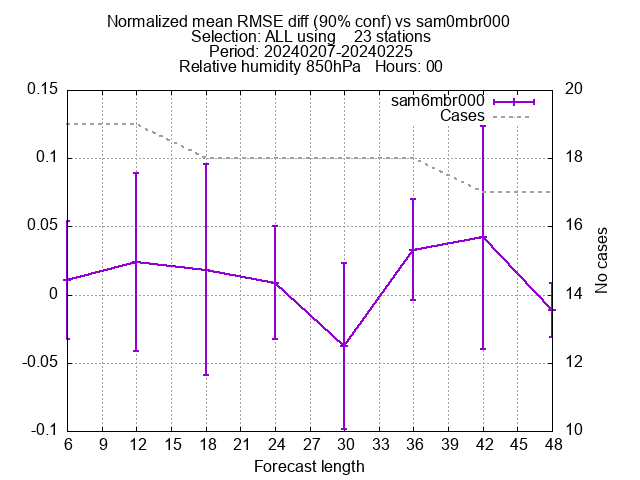 Normalized mean RMSE diff (90% conf) vs sam0mbr000
Selection: ALL using    23 stations
Period: 20240207-20240225
Relative humidity 850hPa   Hours: 00
sam6mbr000
Cases
0.15
0.1
0.05
0
-0.05
-0.1
20
18
16
14
12
10
No cases
6 9 12 15 18 21 24 27 30 33 36 39 42 45 48
Forecast length